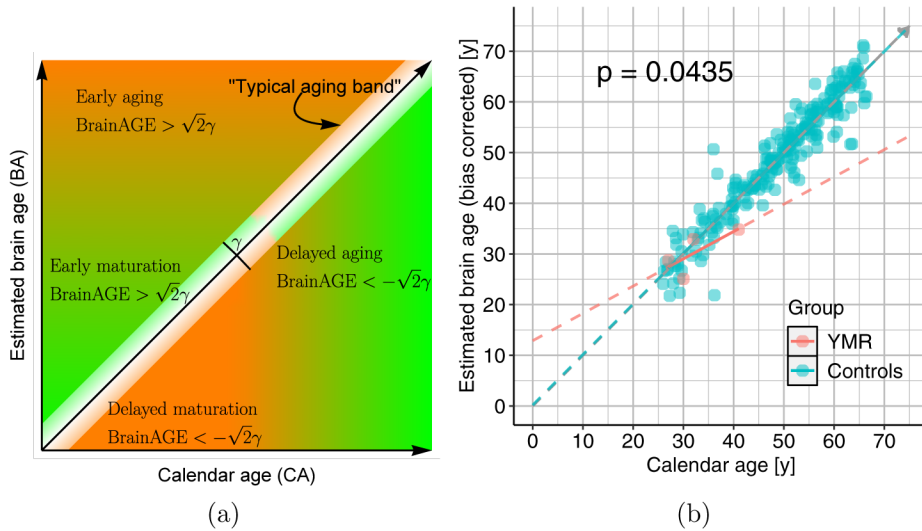 "Typical aging band"
Early aging
BrainAGE > √2γ
γ
Early maturation
BrainAGE > √2γ
Delayed aging
BrainAGE < −√2γ
Delayed maturation
BrainAGE < −√2γ
Estimated brain age (BA)
Calendar age (CA)
(a)
p = 0.0435
Estimated brain age (bias corrected) [y]
70
60
50
40
30
20
10
0
Group
YMR
Controls
0 10 20 30 40 50 60 70
Calendar age [y]
(b)